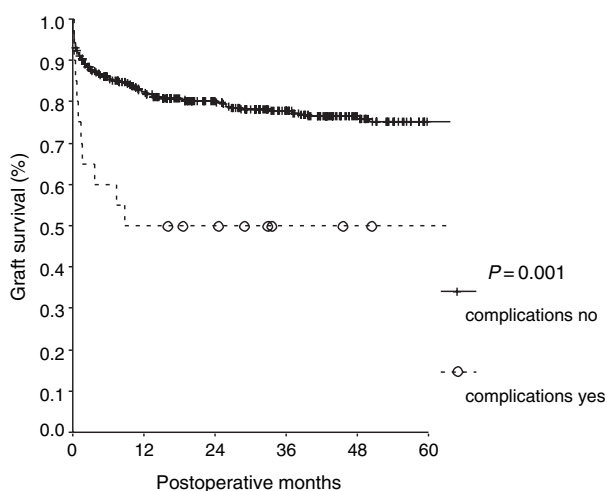 1.0
0.9
0.8
0.7
0.6
0.5
0.4
0.3
0.2
0.1
0.0
Graft survival (%)
0 12 24 36 48 60
Postoperative months
P = 0.001
complications no
complications yes